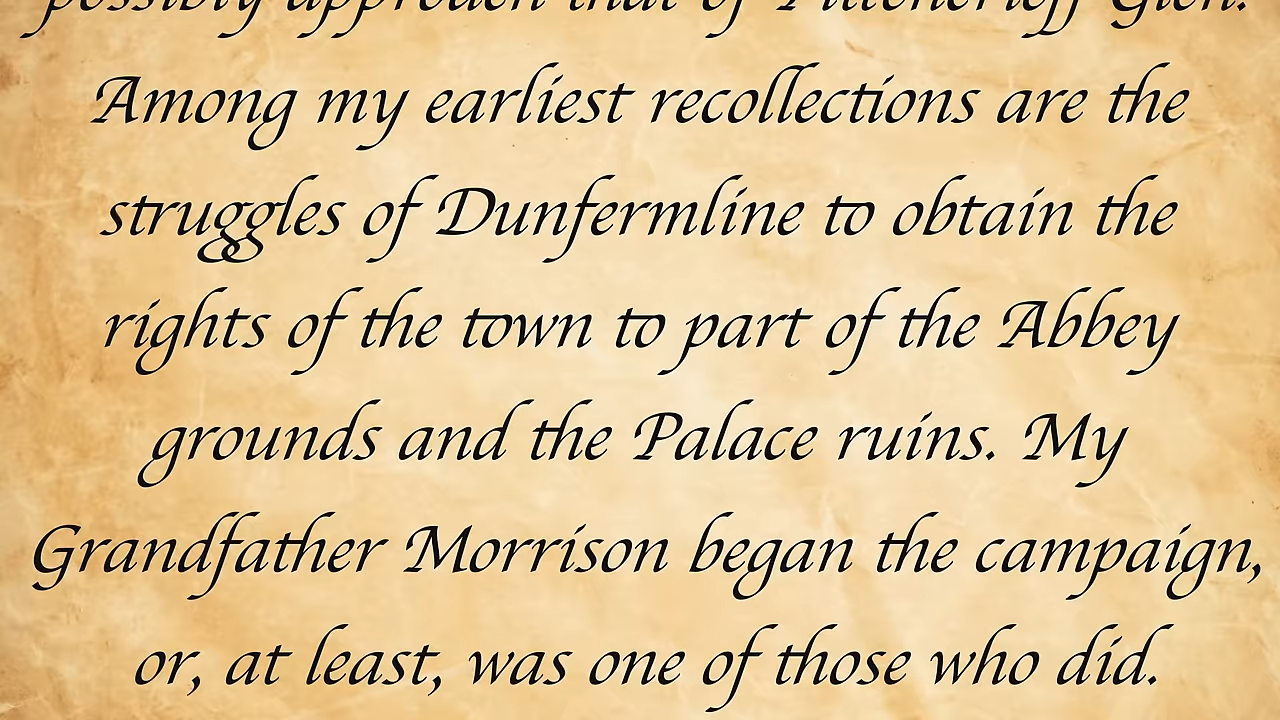 possibly approach that of Pittencrieff Glen.
Among my earliest recollections are the
struggles of Dunfermline to obtain the
rights of the town to part of the Abbey
grounds and the Palace ruins. My
Grandfather Morrison began the campaign,
or, at least, was one of those who did.